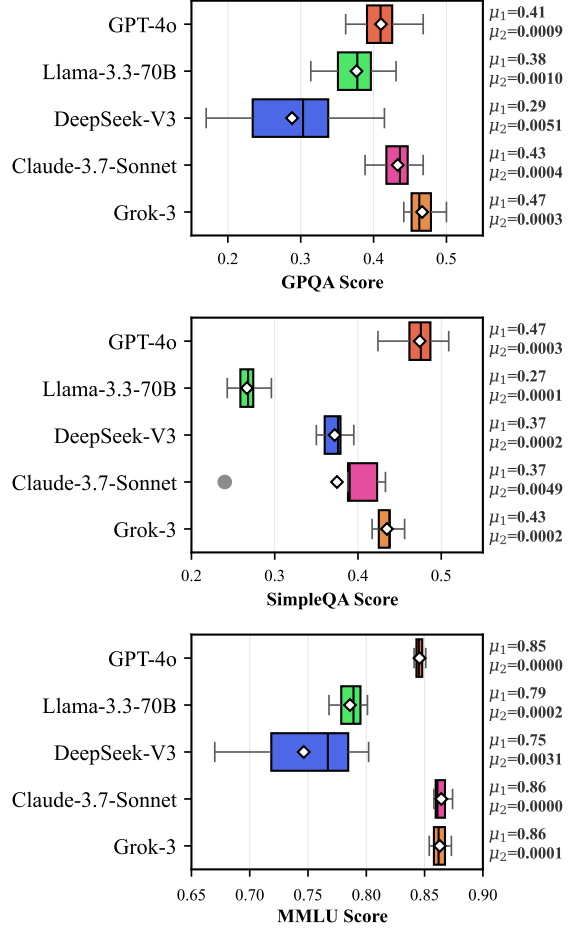 GPT-4o
μ₁=0.41
μ₂=0.0009
Llama-3.3-70B
μ₁=0.38
μ₂=0.0010
DeepSeek-V3
μ₁=0.29
μ₂=0.0051
Claude-3.7-Sonnet
μ₁=0.43
μ₂=0.0004
Grok-3
μ₁=0.47
μ₂=0.0003
0.2 0.3 0.4 0.5
GPQA Score
GPT-4o
μ₁=0.47
μ₂=0.0003
Llama-3.3-70B
μ₁=0.27
μ₂=0.0001
DeepSeek-V3
μ₁=0.37
μ₂=0.0002
Claude-3.7-Sonnet
μ₁=0.37
μ₂=0.0049
Grok-3
μ₁=0.43
μ₂=0.0002
0.2 0.3 0.4 0.5
SimpleQA Score
GPT-4o
μ₁=0.85
μ₂=0.0000
Llama-3.3-70B
μ₁=0.79
μ₂=0.0002
DeepSeek-V3
μ₁=0.75
μ₂=0.0031
Claude-3.7-Sonnet
μ₁=0.86
μ₂=0.0000
Grok-3
μ₁=0.86
μ₂=0.0001
0.65 0.70 0.75 0.80 0.85 0.90
MMLU Score